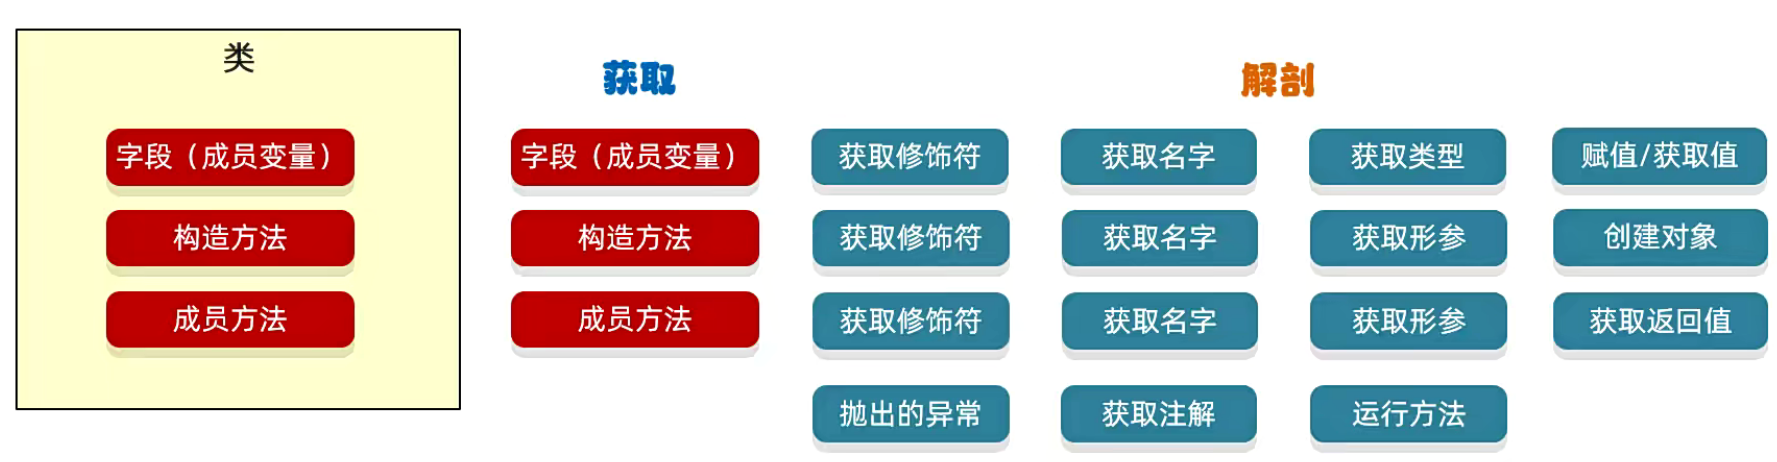 类
获取
解剖
字段（成员变量）
字段（成员变量）
获取修饰符
获取名字
获取类型
赋值/获取值
构造方法
构造方法
获取修饰符
获取名字
获取形参
创建对象
成员方法
成员方法
获取修饰符
获取名字
获取形参
获取返回值
抛出的异常
获取注解
运行方法